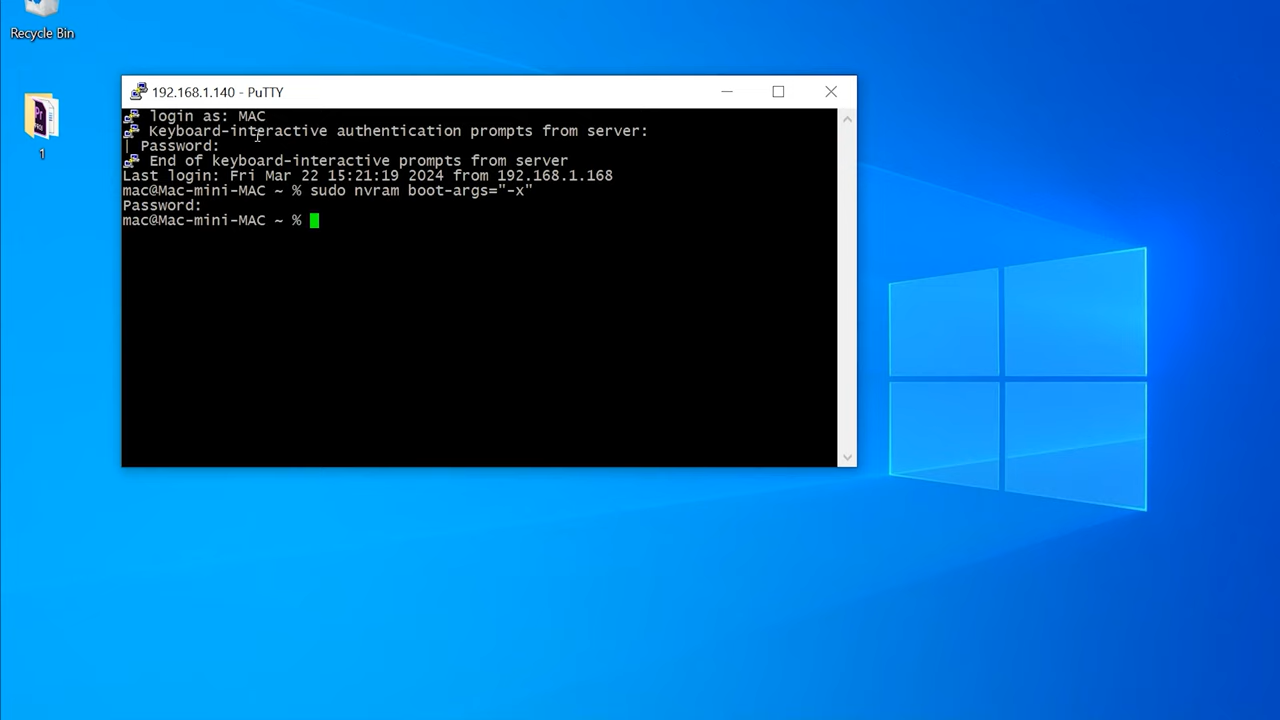 Recycle Bin
1
192.168.1.140 - PuTTY
login as: MAC
Keyboard-interactive authentication prompts from server:
| Password:
End of keyboard-interactive prompts from server
Last login: Fri Mar 22 15:21:19 2024 from 192.168.1.168
mac@Mac-mini-MAC ~ % sudo nvram boot-args="-x"
Password:
mac@Mac-mini-MAC ~ %